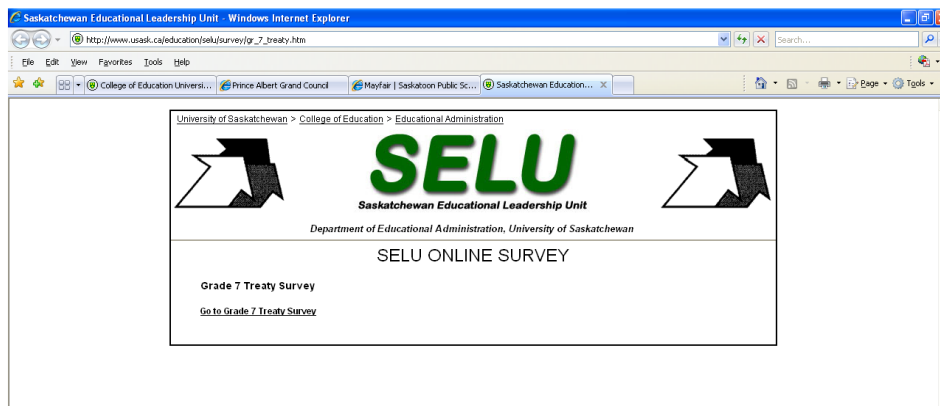 Saskatchewan Educational Leadership Unit - Windows Internet Explorer
http://www.usask.ca/education/selu/survey/gr_7_treaty.htm
Search...
File Edit View Favorites Tools Help
College of Education Universi... Prince Albert Grand Council Mayfair | Saskatoon Public Sc... Saskatchewan Education... Page Tools
University of Saskatchewan > College of Education > Educational Administration
SELU
Saskatchewan Educational Leadership Unit
Department of Educational Administration, University of Saskatchewan
SELU ONLINE SURVEY
Grade 7 Treaty Survey
Go to Grade 7 Treaty Survey